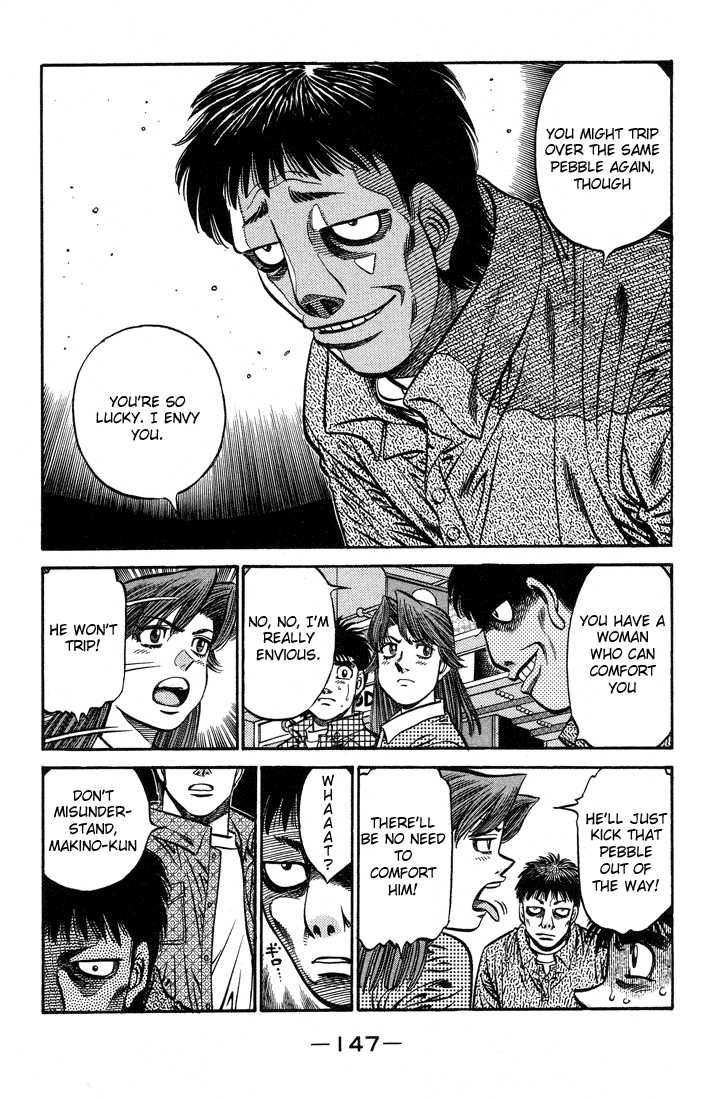 YOU MIGHT TRIP
OVER THE SAME
PEBBLE AGAIN,
THOUGH
YOU'RE SO
LUCKY. I ENVY
YOU.
YOU HAVE A
WOMAN
WHO CAN
COMFORT
YOU
NO, NO, I'M
REALLY
ENVIOUS.
HE WON'T
TRIP!
HE'LL JUST
KICK THAT
PEBBLE
OUT OF
THE WAY!
THERE'LL
BE NO NEED
TO
COMFORT
HIM!
WHAAAT?
ギロ…
DON'T
MISUNDER-
STAND,
MAKINO-KUN
—147—